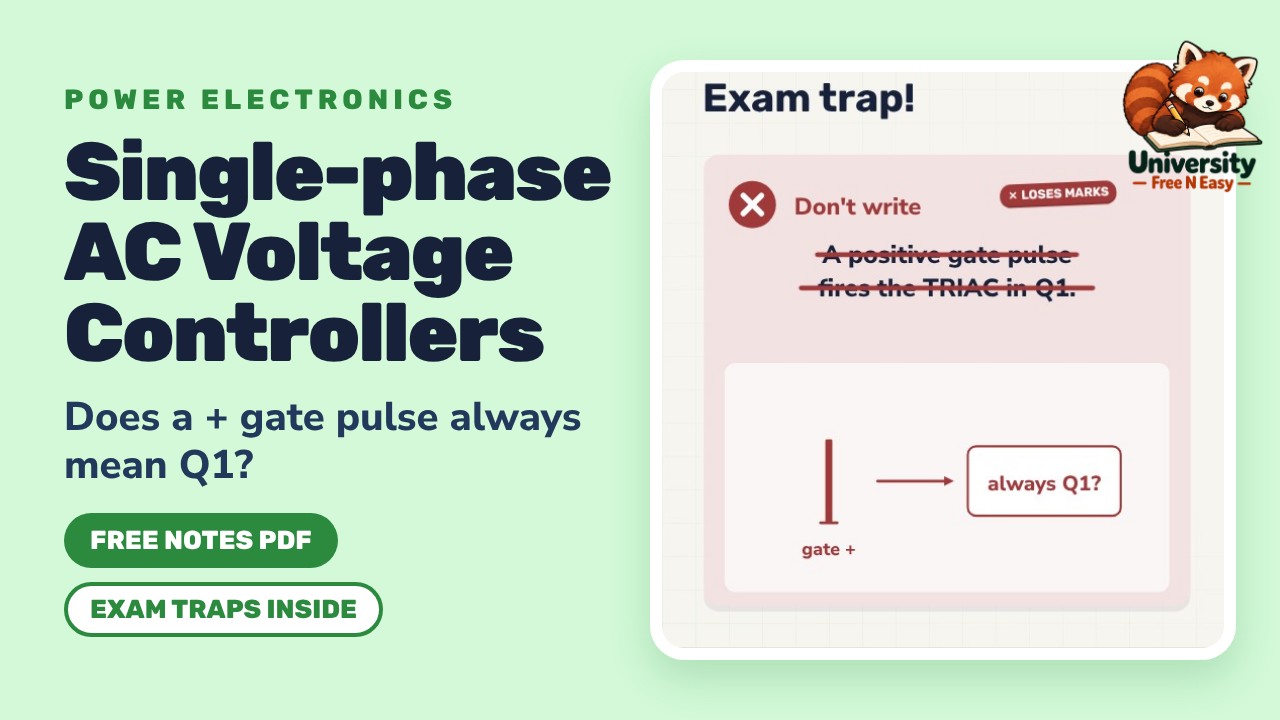 POWER ELECTRONICS
Single-phase
AC Voltage
Controllers
Does a + gate pulse always
mean Q1?
FREE NOTES PDF
EXAM TRAPS INSIDE
Exam trap!
Don't write
× LOSES MARKS
A positive gate pulse
fires the TRIAC in Q1.
gate +
always Q1?
University
Free N Easy